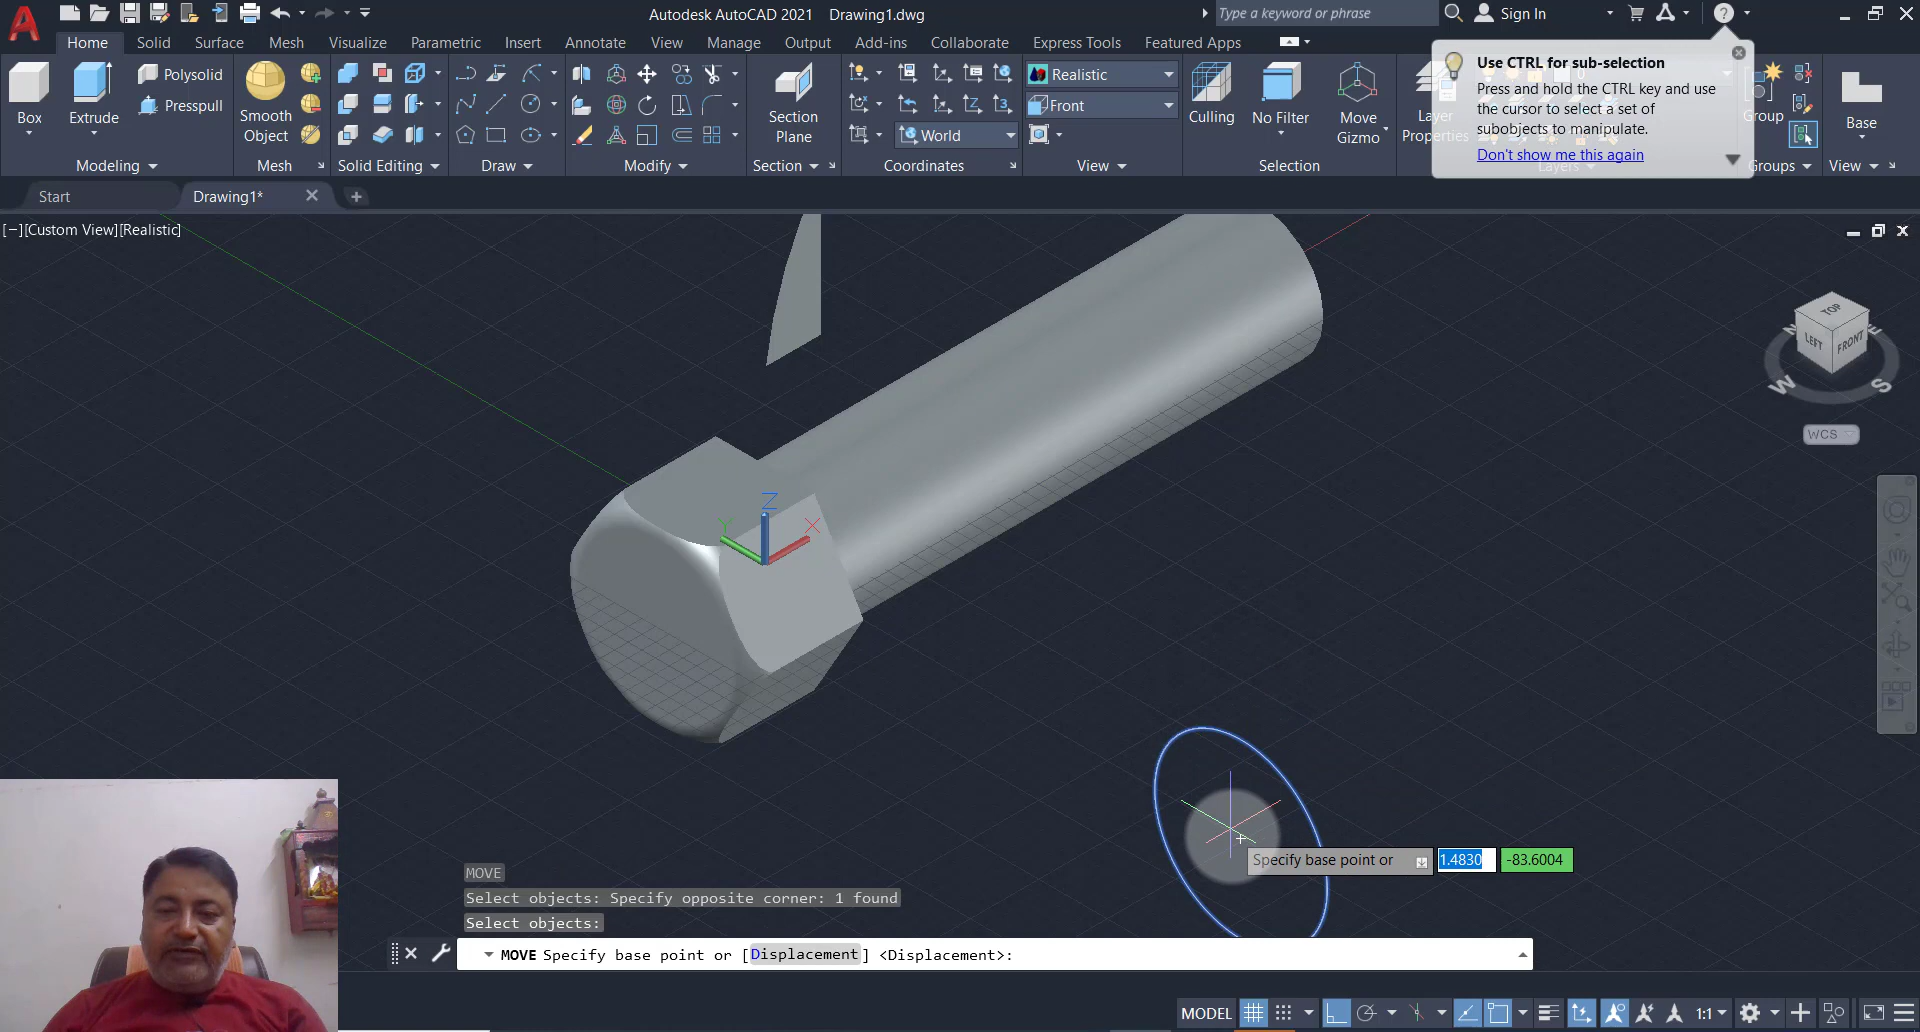 Autodesk AutoCAD 2021 Drawing1.dwg
Type a keyword or phrase
Sign In
Home Solid Surface Mesh Visualize Parametric Insert Annotate View Manage Output Add-ins Collaborate Express Tools Featured Apps
Box
Extrude
Polysolid
Presspull
Smooth
Object
Section
Plane
World
Realistic
Front
Culling
No Filter
Move
Gizmo
Layer
Properties
Group
Base
Use CTRL for sub-selection
Press and hold the CTRL key and use
the cursor to select a set of
subobjects to manipulate.
Don't show me this again
Modeling
Mesh
Solid Editing
Draw
Modify
Section
Coordinates
View
Selection
Layers
Groups
View
Start
Drawing1*
[−][Custom View][Realistic]
TOP
LEFT
FRONT
N
E
W
S
WCS
Z
Y
X
Specify base point or
1.4830
-83.6004
MOVE
Select objects: Specify opposite corner: 1 found
Select objects:
MOVE Specify base point or [Displacement] <Displacement>:
MODEL
1:1